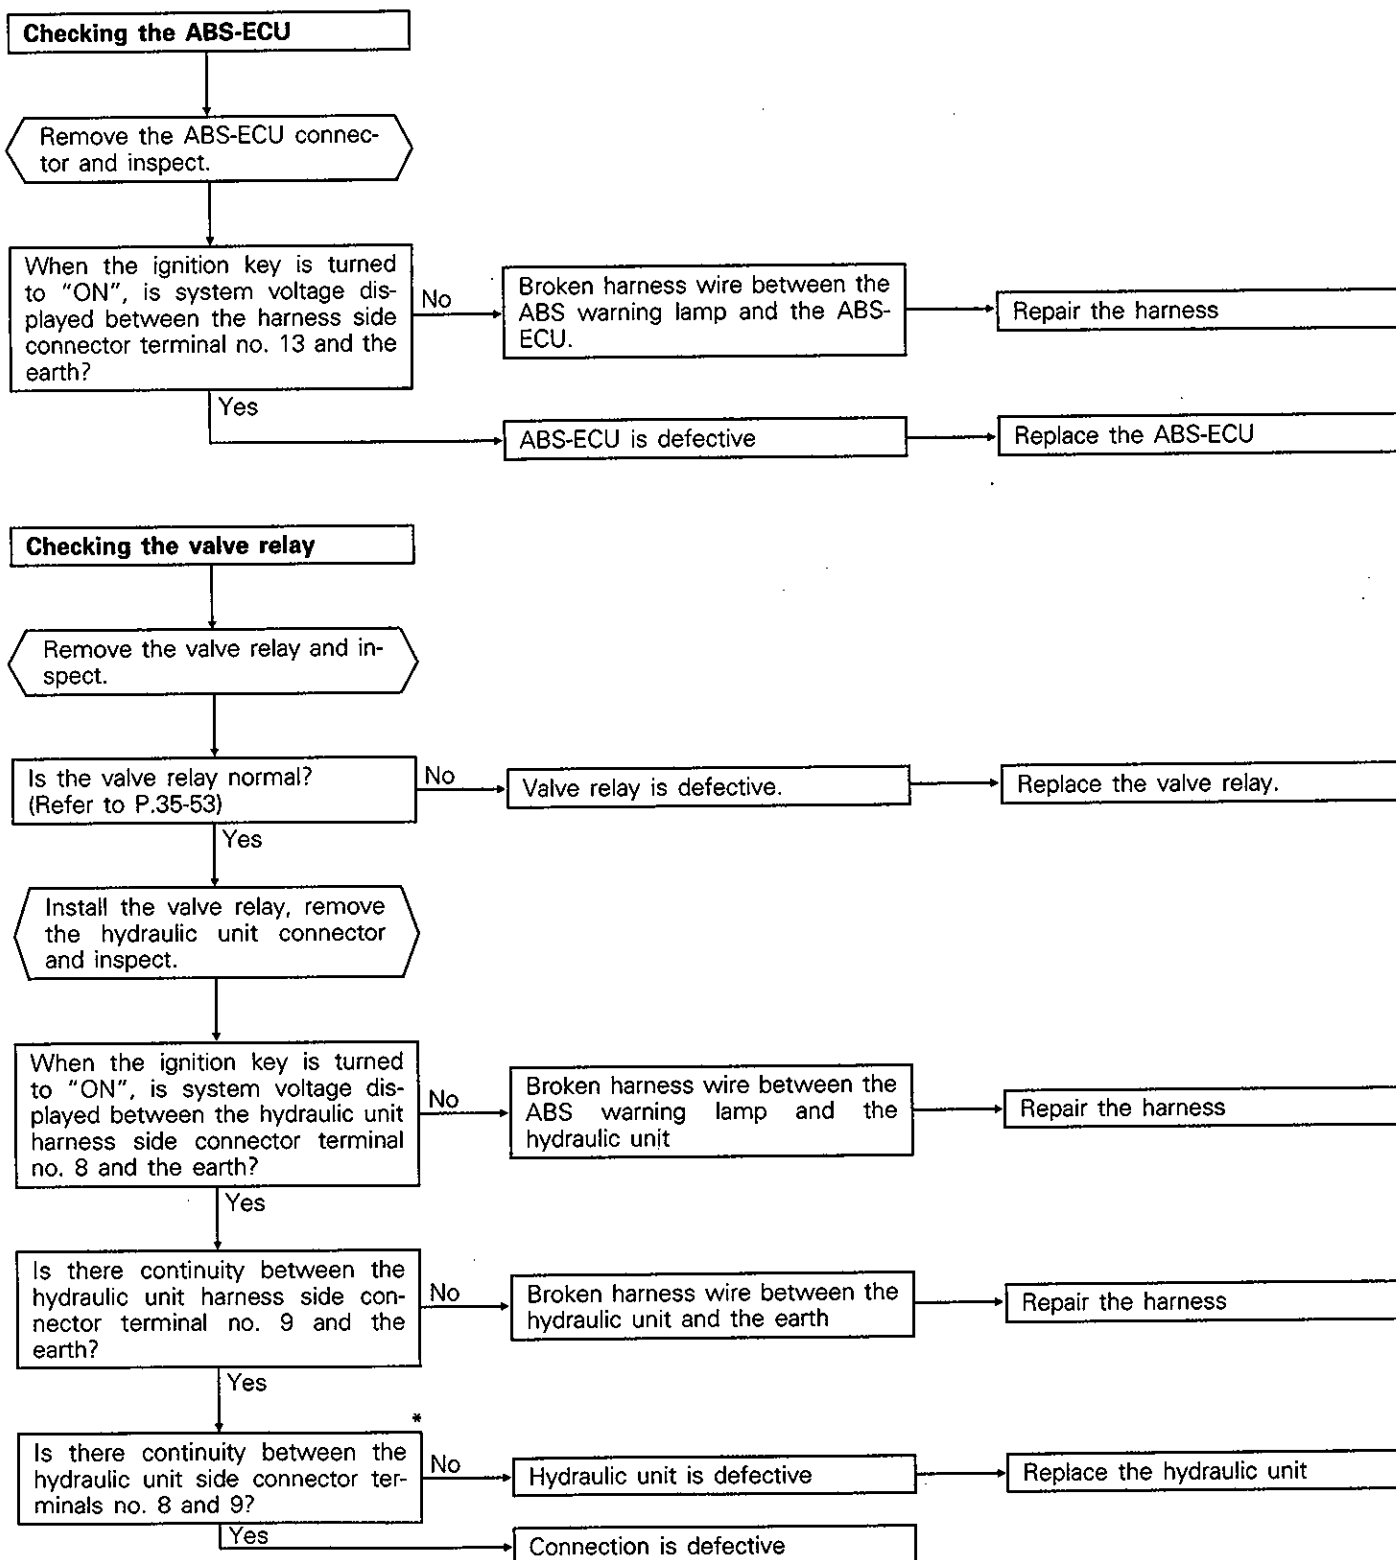 Checking the ABS-ECU
Remove the ABS-ECU connec-
tor and inspect.
When the ignition key is turned
to "ON", is system voltage dis-
played between the harness side
connector terminal no. 13 and the
earth?
No
Broken harness wire between the
ABS warning lamp and the ABS-
ECU.
Repair the harness
Yes
ABS-ECU is defective
Replace the ABS-ECU
Checking the valve relay
Remove the valve relay and in-
spect.
Is the valve relay normal?
(Refer to P.35-53)
No
Valve relay is defective.
Replace the valve relay.
Yes
Install the valve relay, remove
the hydraulic unit connector
and inspect.
When the ignition key is turned
to "ON", is system voltage dis-
played between the hydraulic unit
harness side connector terminal
no. 8 and the earth?
No
Broken harness wire between the
ABS warning lamp and the
hydraulic unit
Repair the harness
Yes
Is there continuity between the
hydraulic unit harness side con-
nector terminal no. 9 and the
earth?
No
Broken harness wire between the
hydraulic unit and the earth
Repair the harness
Yes
*
Is there continuity between the
hydraulic unit side connector ter-
minals no. 8 and 9?
No
Hydraulic unit is defective
Replace the hydraulic unit
Yes
Connection is defective